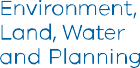 Environment,
Land, Water
and Planning